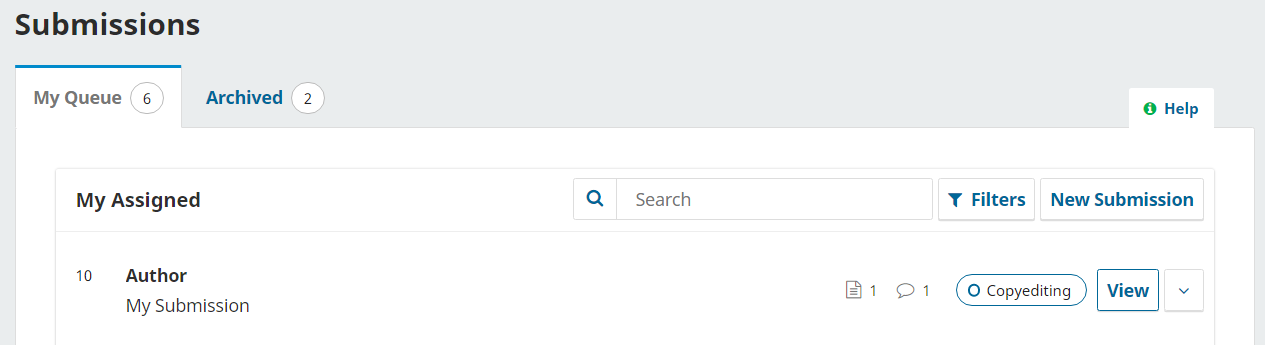 Submissions
My Queue 6 Archived 2
Help
My Assigned Search Filters New Submission
10 Author 1 1 Copyediting View
My Submission